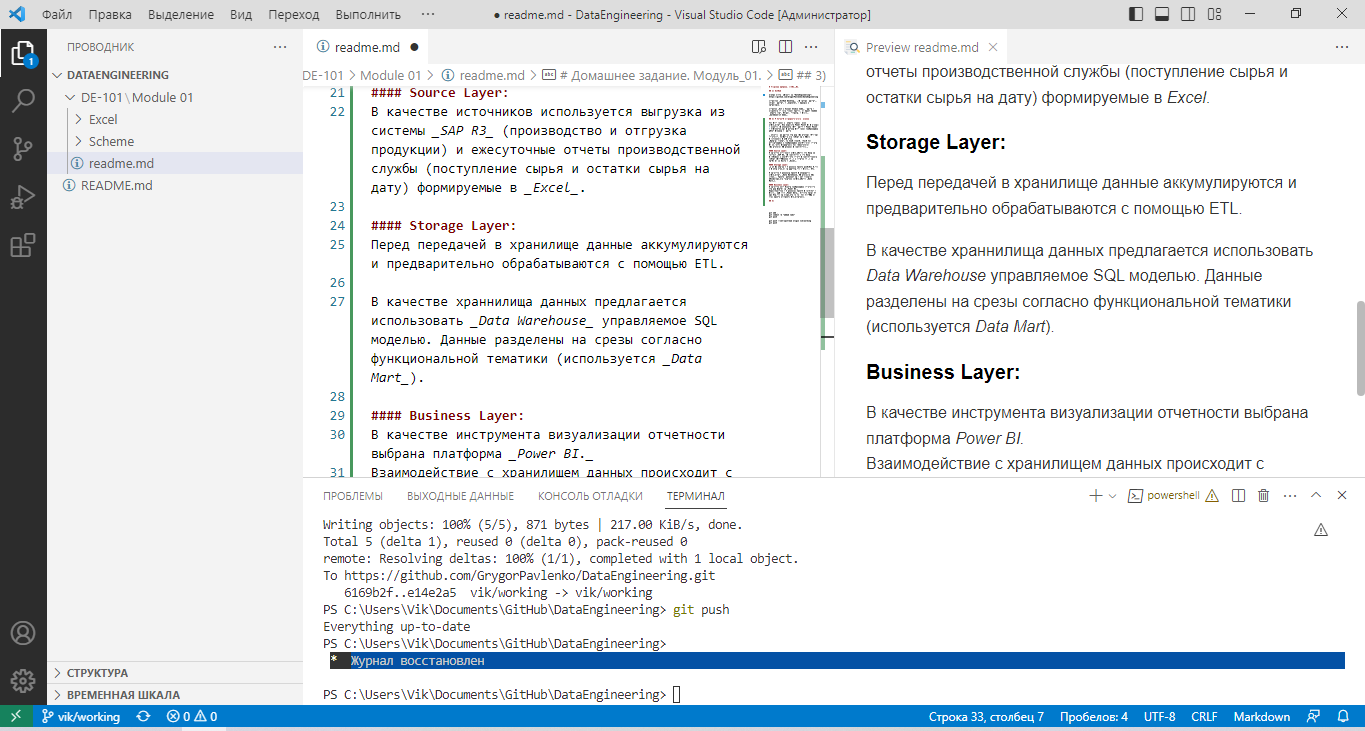 Файл Правка Выделение Вид Переход Выполнить ··· ● readme.md - DataEngineering - Visual Studio Code [Администратор]
ПРОВОДНИК ···
DATAENGINEERING
DE-101 \ Module 01
Excel
Scheme
readme.md
README.md
СТРУКТУРА
ВРЕМЕННАЯ ШКАЛА
1
readme.md ●
DE-101 > Module 01 > readme.md > # Домашнее задание. Модуль_01. > ## 3)
21 #### Source Layer:
22 В качестве источников используется выгрузка из
системы _SAP R3_ (производство и отгрузка
продукции) и ежесуточные отчеты производственной
службы (поступление сырья и остатки сырья на
дату) формируемые в _Excel_.
23
24 #### Storage Layer:
25 Перед передачей в хранилище данные аккумулируются
и предварительно обрабатываются с помощью ETL.
26
27 В качестве храннилища данных предлагается
использовать _Data Warehouse_ управляемое SQL
моделью. Данные разделены на срезы согласно
функциональной тематики (используется _Data
Mart_).
28
29 #### Business Layer:
30 В качестве инструмента визуализации отчетности
выбрана платформа _Power BI._
31 Взаимодействие с хранилищем данных происходит с
Preview readme.md
отчеты производственной службы (поступление сырья и
остатки сырья на дату) формируемые в Excel.
Storage Layer:
Перед передачей в хранилище данные аккумулируются и
предварительно обрабатываются с помощью ETL.
В качестве храннилища данных предлагается использовать
Data Warehouse управляемое SQL моделью. Данные
разделены на срезы согласно функциональной тематики
(используется Data Mart).
Business Layer:
В качестве инструмента визуализации отчетности выбрана
платформа Power BI.
Взаимодействие с хранилищем данных происходит с
ПРОБЛЕМЫ ВЫХОДНЫЕ ДАННЫЕ КОНСОЛЬ ОТЛАДКИ ТЕРМИНАЛ powershell
Writing objects: 100% (5/5), 871 bytes | 217.00 KiB/s, done.
Total 5 (delta 1), reused 0 (delta 0), pack-reused 0
remote: Resolving deltas: 100% (1/1), completed with 1 local object.
To https://github.com/GrygorPavlenko/DataEngineering.git
6169b2f..e14e2a5 vik/working -> vik/working
PS C:\Users\Vik\Documents\GitHub\DataEngineering> git push
Everything up-to-date
PS C:\Users\Vik\Documents\GitHub\DataEngineering>
* Журнал восстановлен
PS C:\Users\Vik\Documents\GitHub\DataEngineering>
vik/working 0 0 Строка 33, столбец 7 Пробелов: 4 UTF-8 CRLF Markdown